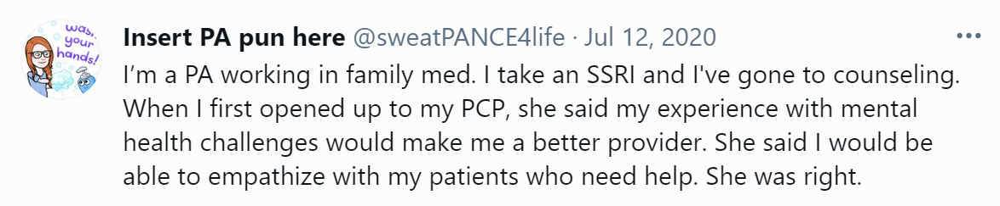 was
your
hands!
Insert PA pun here @sweatPANCE4life · Jul 12, 2020
I’m a PA working in family med. I take an SSRI and I've gone to counseling.
When I first opened up to my PCP, she said my experience with mental
health challenges would make me a better provider. She said I would be
able to empathize with my patients who need help. She was right.